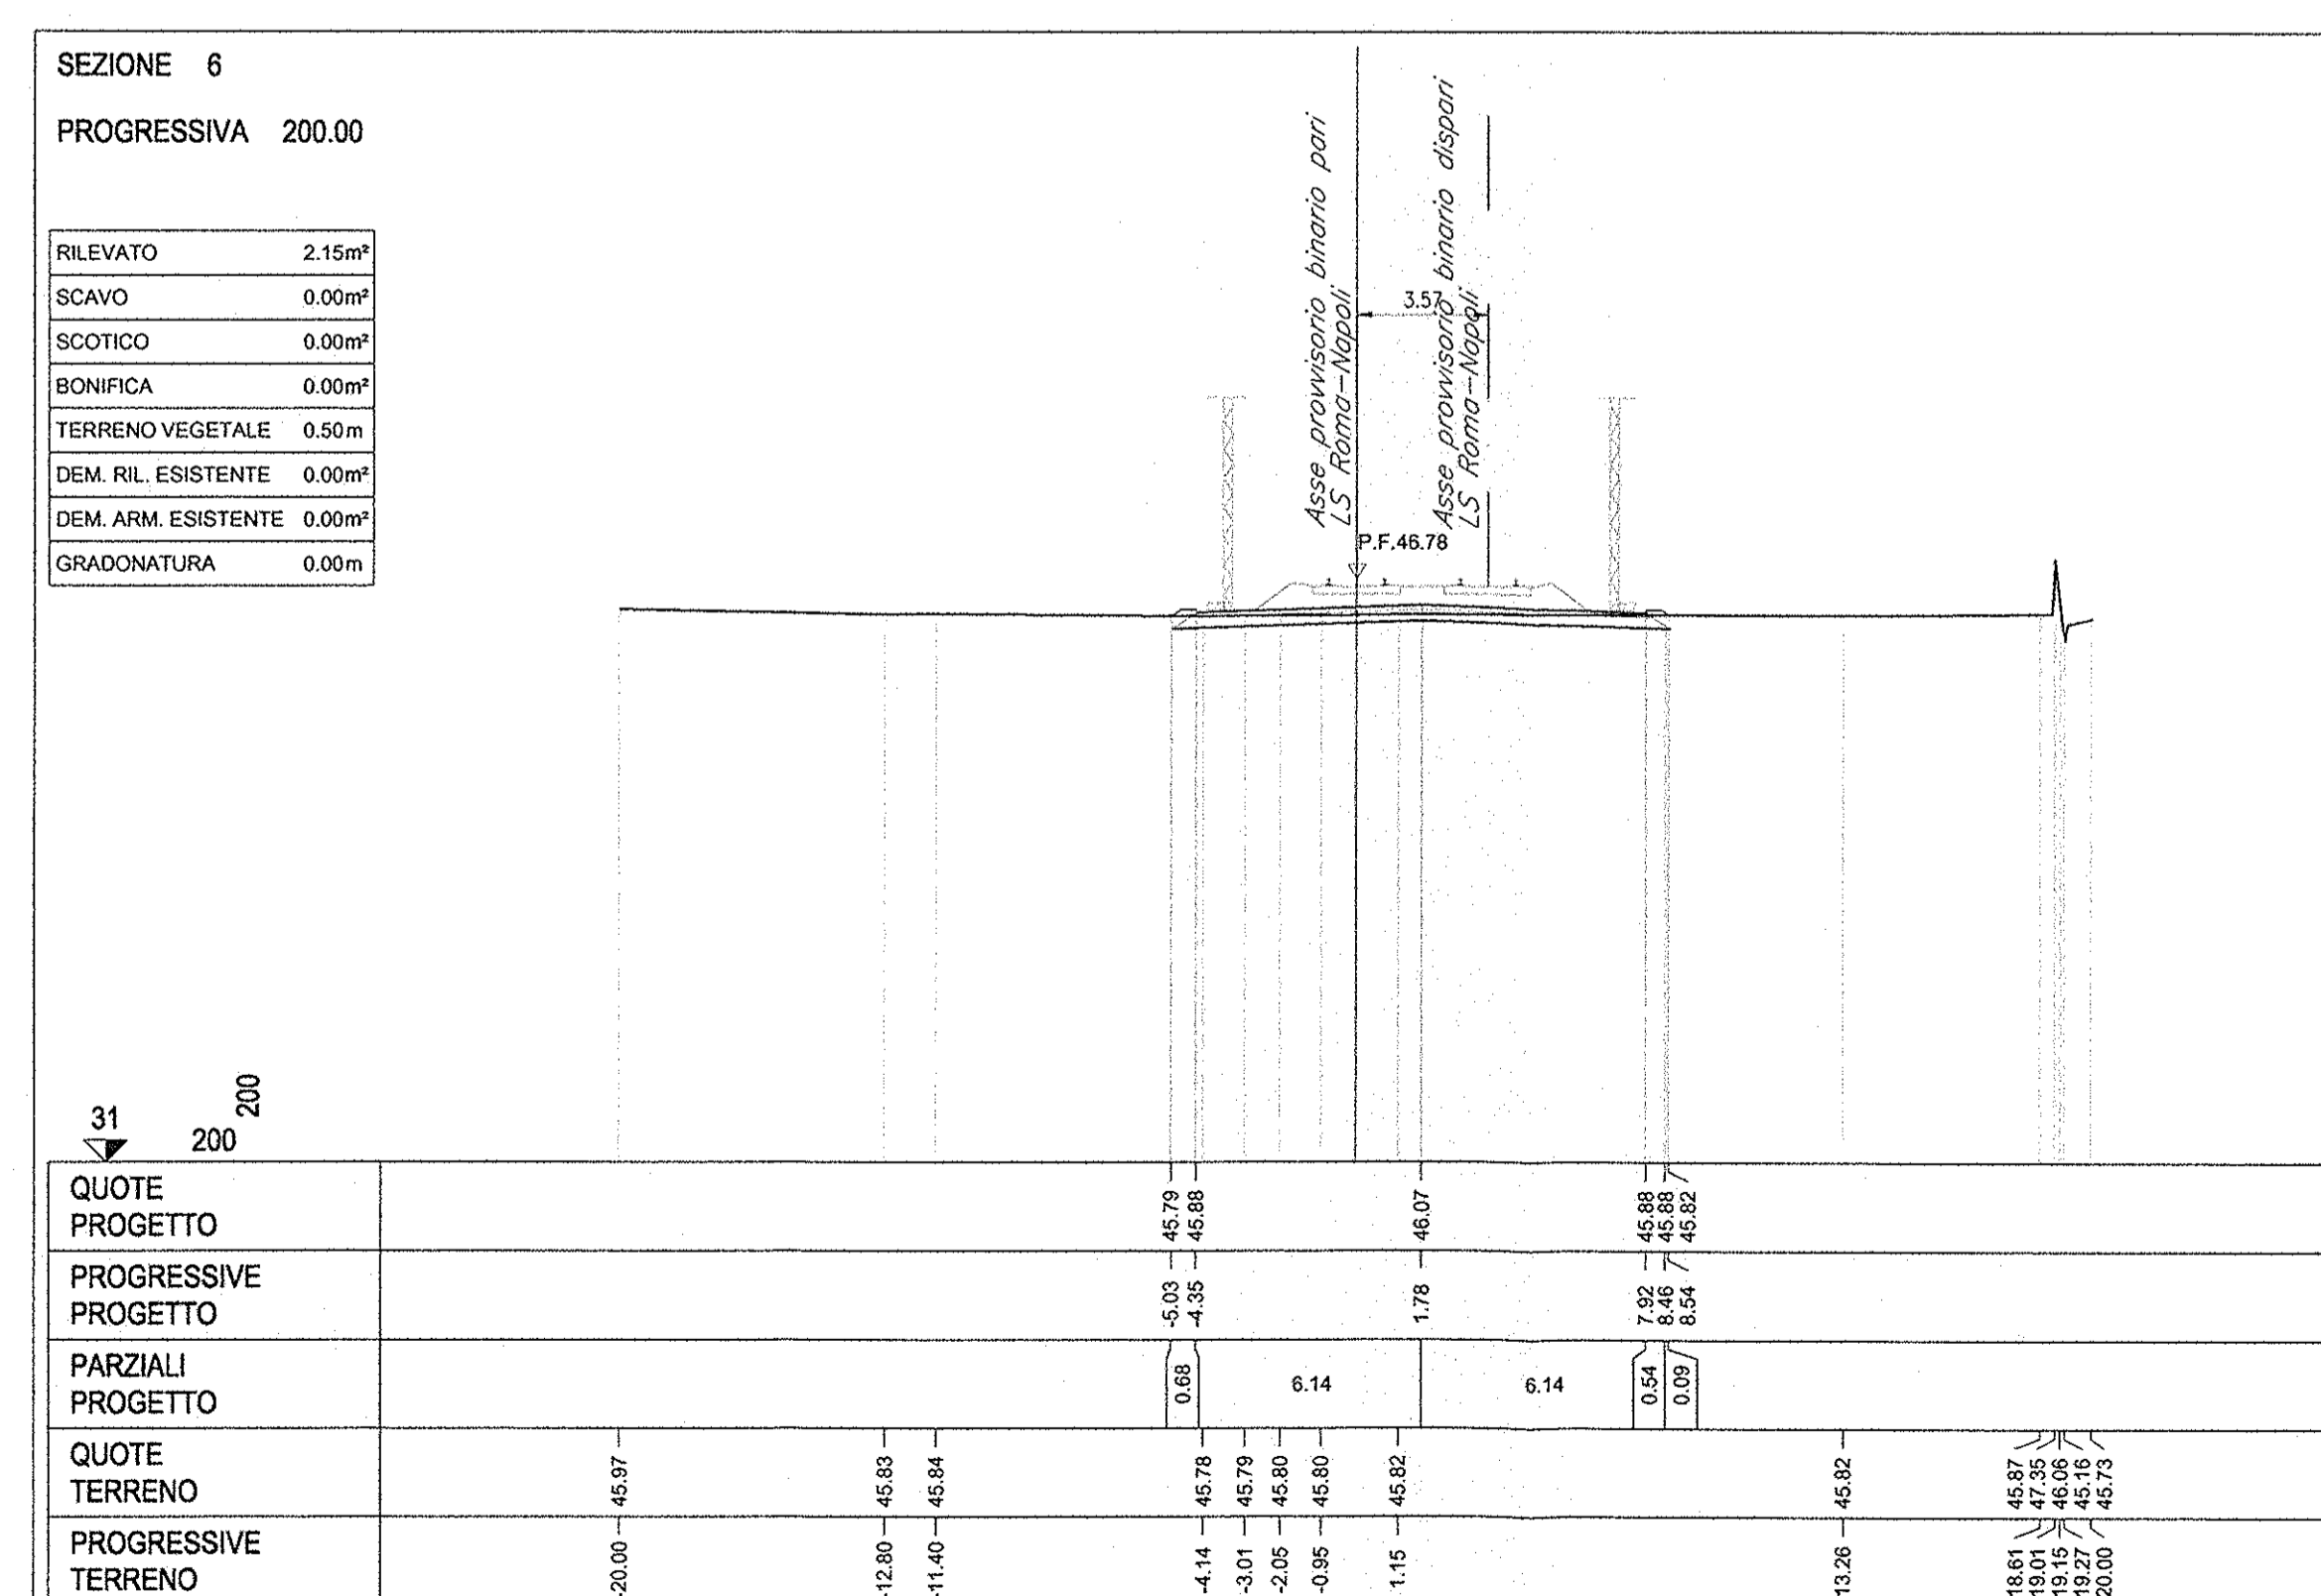 SEZIONE 6
PROGRESSIVA 200.00
RILEVATO 2.15m²
SCAVO 0.00m²
SCOTICO 0.00m²
BONIFICA 0.00m²
TERRENO VEGETALE 0.50m
DEM. RIL. ESISTENTE 0.00m²
DEM. ARM. ESISTENTE 0.00m²
GRADONATURA 0.00m
Asse provvisorio binario pari
LS Roma-Napoli
Asse provvisorio binario dispari
LS Roma-Napoli
3.57
P.F.46.78
31
200
200
QUOTE
PROGETTO
45.79 45.88 46.07 45.88 45.88 45.82
PROGRESSIVE
PROGETTO
-5.03 -4.35 1.78 7.92 8.46 8.54
PARZIALI
PROGETTO
0.68 6.14 6.14 0.54 0.09
QUOTE
TERRENO
45.97 45.83 45.84 45.78 45.79 45.80 45.80 45.82 45.82 45.87 47.35 46.06 45.16 45.73
PROGRESSIVE
TERRENO
-20.00 -12.80 -11.40 -4.14 -3.01 -2.05 -0.95 1.15 13.26 18.61 19.01 19.15 19.27 20.00